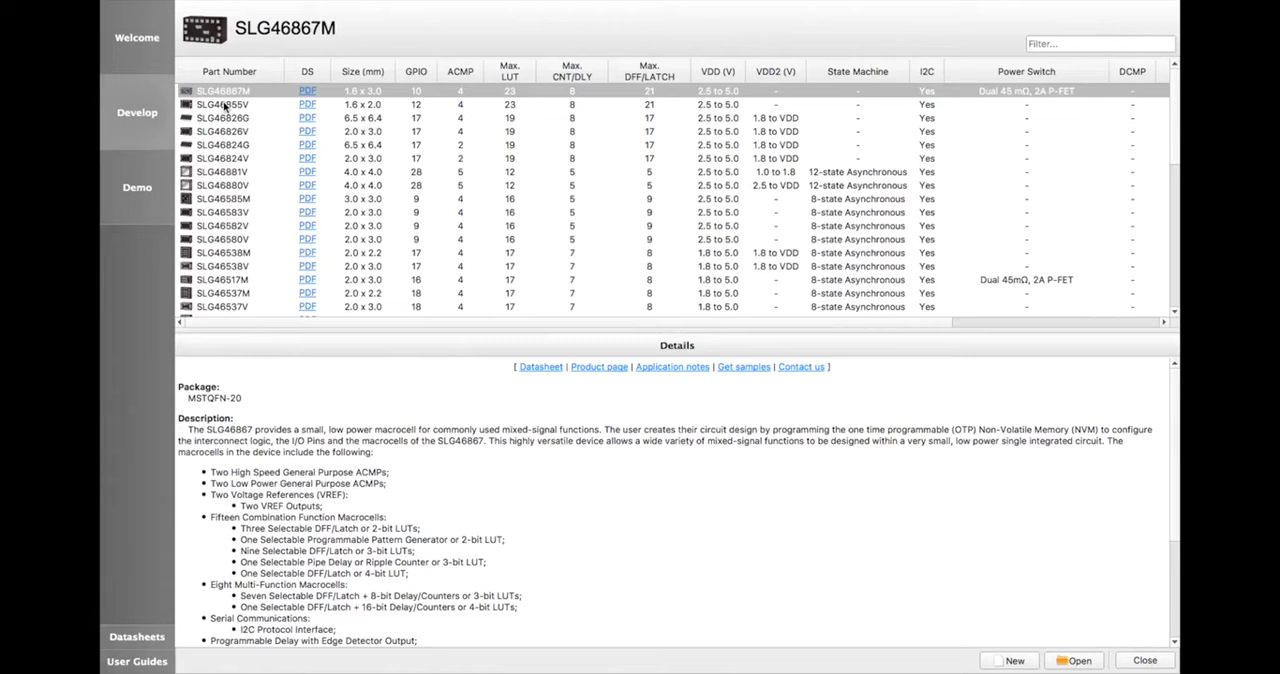 SLG46867M
Welcome
Develop
Demo
Datasheets
User Guides
Filter...
Part Number DS Size (mm) GPIO ACMP Max. LUT Max. CNT/DLY Max. DFF/LATCH VDD (V) VDD2 (V) State Machine I2C Power Switch DCMP
SLG46867M PDF 1.6 x 3.0 10 4 23 8 21 2.5 to 5.0 - - Yes Dual 45 mΩ, 2A P-FET -
SLG46855V PDF 1.6 x 2.0 12 4 23 8 21 2.5 to 5.0 - - Yes - -
SLG46826G PDF 6.5 x 6.4 17 4 19 8 17 2.5 to 5.0 1.8 to VDD - Yes - -
SLG46826V PDF 2.0 x 3.0 17 4 19 8 17 2.5 to 5.0 1.8 to VDD - Yes - -
SLG46824G PDF 6.5 x 6.4 17 2 19 8 17 2.5 to 5.0 1.8 to VDD - Yes - -
SLG46824V PDF 2.0 x 3.0 17 2 19 8 17 2.5 to 5.0 1.8 to VDD - Yes - -
SLG46881V PDF 4.0 x 4.0 28 5 12 5 5 2.5 to 5.0 1.0 to 1.8 12-state Asynchronous Yes - -
SLG46880V PDF 4.0 x 4.0 28 5 12 5 5 2.5 to 5.0 2.5 to VDD 12-state Asynchronous Yes - -
SLG46585M PDF 3.0 x 3.0 9 4 16 5 9 2.5 to 5.0 - 8-state Asynchronous Yes - -
SLG46583V PDF 2.0 x 3.0 9 4 16 5 9 2.5 to 5.0 - 8-state Asynchronous Yes - -
SLG46582V PDF 2.0 x 3.0 9 4 16 5 9 2.5 to 5.0 - 8-state Asynchronous Yes - -
SLG46580V PDF 2.0 x 3.0 9 4 16 5 9 2.5 to 5.0 - 8-state Asynchronous Yes - -
SLG46538M PDF 2.0 x 2.2 17 4 17 7 8 1.8 to 5.0 1.8 to VDD 8-state Asynchronous Yes - -
SLG46538V PDF 2.0 x 3.0 17 4 17 7 8 1.8 to 5.0 1.8 to VDD 8-state Asynchronous Yes - -
SLG46517M PDF 2.0 x 3.0 16 4 17 7 8 1.8 to 5.0 - 8-state Asynchronous Yes Dual 45mΩ, 2A P-FET -
SLG46537M PDF 2.0 x 2.2 18 4 17 7 8 1.8 to 5.0 - 8-state Asynchronous Yes - -
SLG46537V PDF 2.0 x 3.0 18 4 17 7 8 1.8 to 5.0 - 8-state Asynchronous Yes - -
Details
[ Datasheet | Product page | Application notes | Get samples | Contact us ]
Package:
MSTQFN-20
Description:
The SLG46867 provides a small, low power macrocell for commonly used mixed-signal functions. The user creates their circuit design by programming the one time programmable (OTP) Non-Volatile Memory (NVM) to configure
the interconnect logic, the I/O Pins and the macrocells of the SLG46867. This highly versatile device allows a wide variety of mixed-signal functions to be designed within a very small, low power single integrated circuit. The
macrocells in the device include the following:
• Two High Speed General Purpose ACMPs;
• Two Low Power General Purpose ACMPs;
• Two Voltage References (VREF):
• Two VREF Outputs;
• Fifteen Combination Function Macrocells:
• Three Selectable DFF/Latch or 2-bit LUTs;
• One Selectable Programmable Pattern Generator or 2-bit LUT;
• Nine Selectable DFF/Latch or 3-bit LUTs;
• One Selectable Pipe Delay or Ripple Counter or 3-bit LUT;
• One Selectable DFF/Latch or 4-bit LUT;
• Eight Multi-Function Macrocells:
• Seven Selectable DFF/Latch + 8-bit Delay/Counters or 3-bit LUTs;
• One Selectable DFF/Latch + 16-bit Delay/Counters or 4-bit LUTs;
• Serial Communications:
• I2C Protocol Interface;
• Programmable Delay with Edge Detector Output;
New
Open
Close